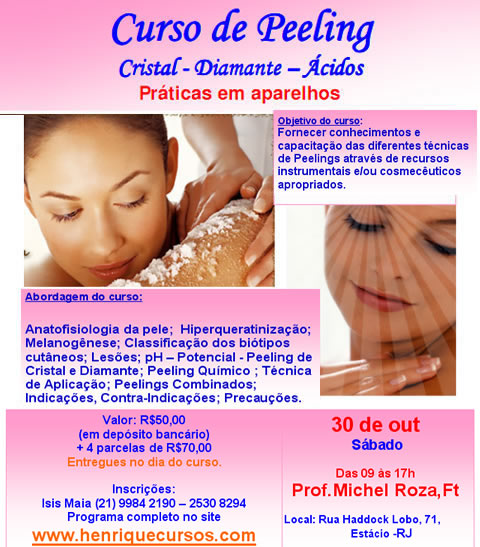 Curso de Peeling
Cristal - Diamante – Ácidos
Práticas em aparelhos
Objetivo do curso:
Fornecer conhecimentos e
capacitação das diferentes técnicas
de Peelings através de recursos
instrumentais e/ou cosmecêuticos
apropriados.
Abordagem do curso:
Anatofisiologia da pele; Hiperqueratinização;
Melanogênese; Classificação dos biótipos
cutâneos; Lesões; pH – Potencial - Peeling de
Cristal e Diamante; Peeling Químico ; Técnica
de Aplicação; Peelings Combinados;
Indicações, Contra-Indicações; Precauções.
Valor: R$50,00
(em depósito bancário)
+ 4 parcelas de R$70,00
Entregues no dia do curso.
Inscrições:
Isis Maia (21) 9984 2190 – 2530 8294
Programa completo no site
www.henriquecursos.com
30 de out
Sábado
Das 09 às 17h
Prof.Michel Roza,Ft
Local: Rua Haddock Lobo, 71,
Estácio -RJ